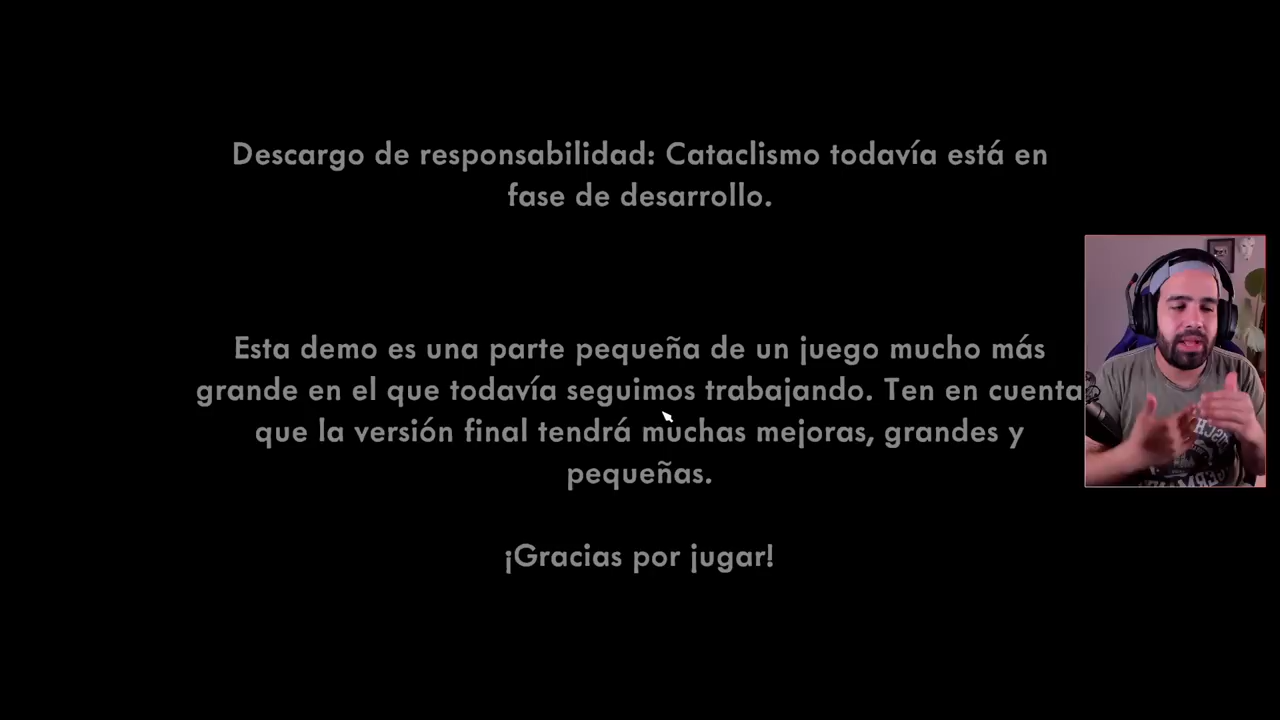 Descargo de responsabilidad: Cataclismo todavía está en
fase de desarrollo.
Esta demo es una parte pequeña de un juego mucho más
grande en el que todavía seguimos trabajando. Ten en cuenta
que la versión final tendrá muchas mejoras, grandes y
pequeñas.
¡Gracias por jugar!